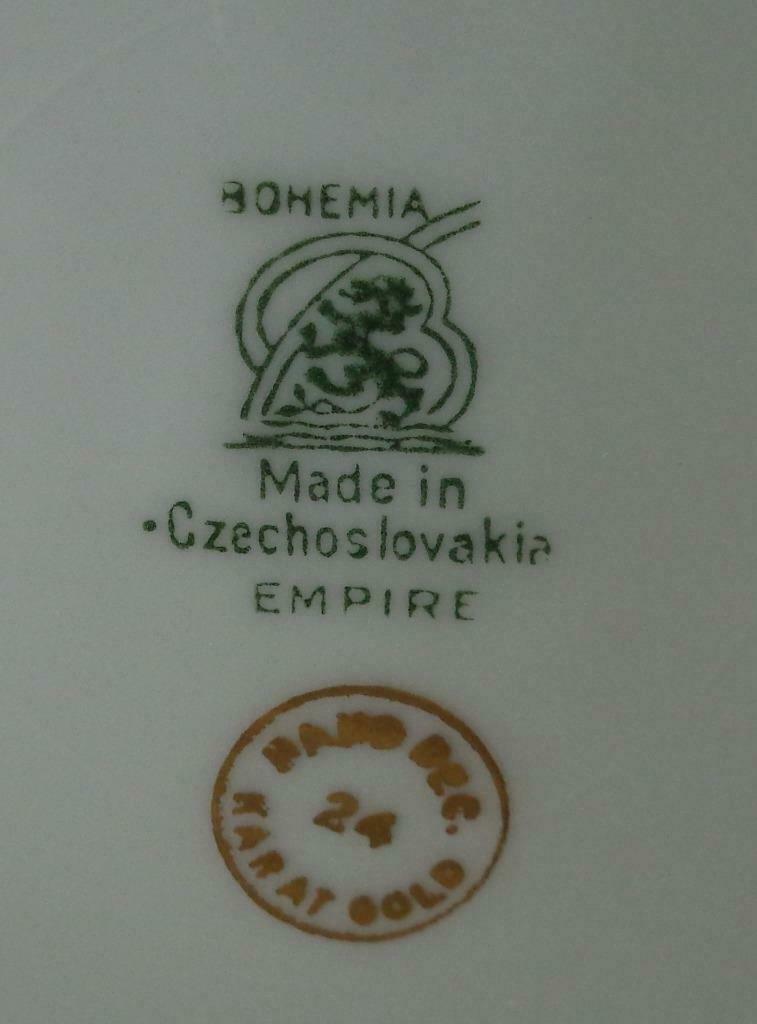 BOHEMIA
Made in
•Czechoslovakia
EMPIRE
HAND DEC.
24
KARAT GOLD